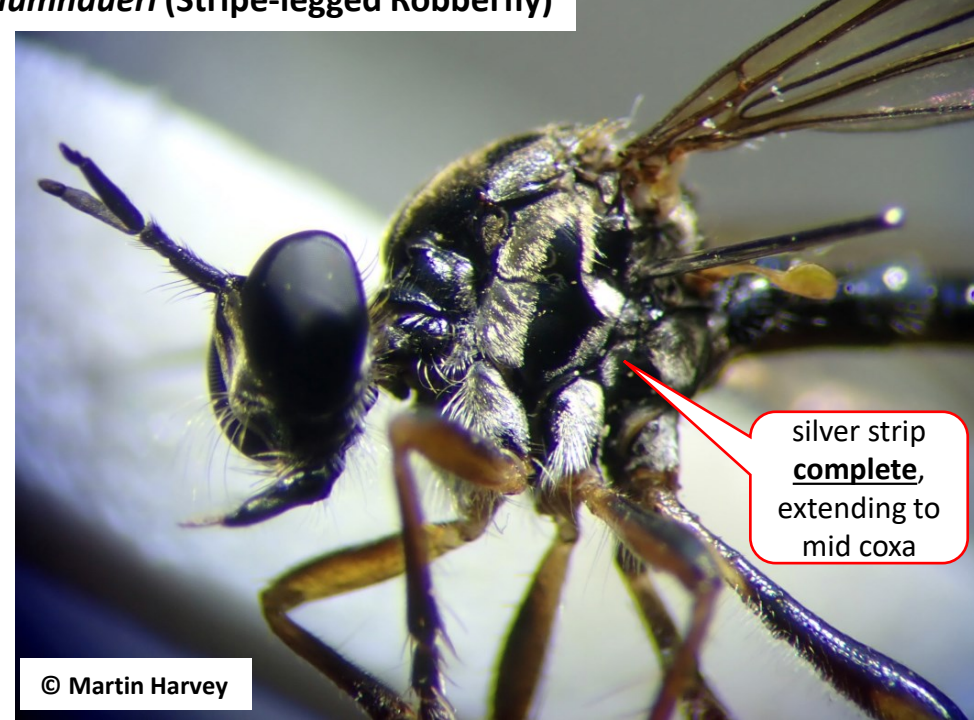 (Stripe-legged Robberfly)
silver strip
complete,
extending to
mid coxa
© Martin Harvey